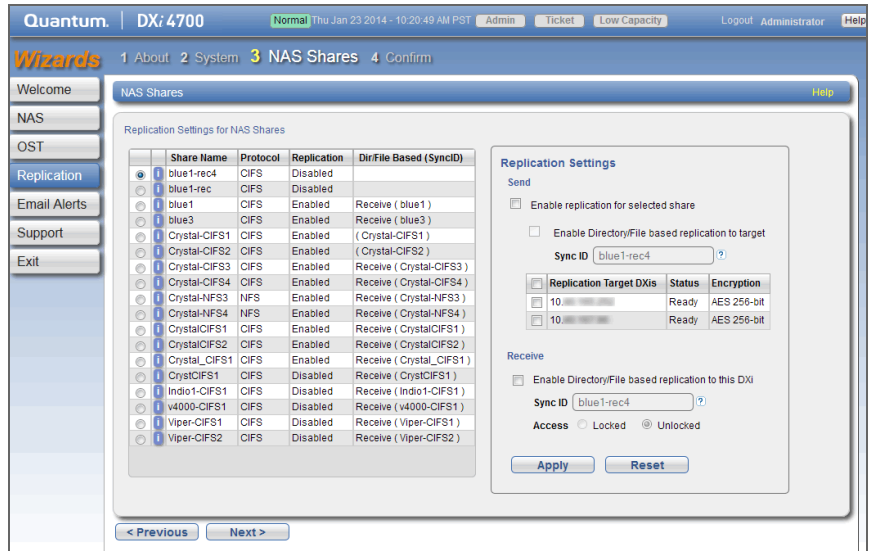 Quantum. DXi 4700 Normal Thu Jan 23 2014 - 10:20:49 AM PST Admin Ticket Low Capacity Logout Administrator Help
Wizards 1 About 2 System 3 NAS Shares 4 Confirm
Welcome
NAS
OST
Replication
Email Alerts
Support
Exit
NAS Shares Help
Replication Settings for NAS Shares
Share Name Protocol Replication Dir/File Based (SyncID)
i blue1-rec4 CIFS Disabled
i blue1-rec CIFS Disabled
i blue1 CIFS Enabled Receive ( blue1 )
i blue3 CIFS Enabled Receive ( blue3 )
i Crystal-CIFS1 CIFS Enabled ( Crystal-CIFS1 )
i Crystal-CIFS2 CIFS Enabled ( Crystal-CIFS2 )
i Crystal-CIFS3 CIFS Enabled Receive ( Crystal-CIFS3 )
i Crystal-CIFS4 CIFS Enabled Receive ( Crystal-CIFS4 )
i Crystal-NFS3 NFS Enabled Receive ( Crystal-NFS3 )
i Crystal-NFS4 NFS Enabled Receive ( Crystal-NFS4 )
i CrystalCIFS1 CIFS Enabled Receive ( CrystalCIFS1 )
i CrystalCIFS2 CIFS Enabled Receive ( CrystalCIFS2 )
i Crystal_CIFS1 CIFS Enabled Receive ( Crystal_CIFS1 )
i CrystCIFS1 CIFS Disabled Receive ( CrystCIFS1 )
i Indio1-CIFS1 CIFS Disabled Receive ( Indio1-CIFS1 )
i v4000-CIFS1 CIFS Disabled Receive ( v4000-CIFS1 )
i Viper-CIFS1 CIFS Disabled Receive ( Viper-CIFS1 )
i Viper-CIFS2 CIFS Disabled Receive ( Viper-CIFS2 )
Replication Settings
Send
Enable replication for selected share
Enable Directory/File based replication to target
Sync ID blue1-rec4 ?
Replication Target DXis Status Encryption
10. Ready AES 256-bit
10. Ready AES 256-bit
Receive
Enable Directory/File based replication to this DXi
Sync ID blue1-rec4 ?
Access Locked Unlocked
Apply Reset
< Previous Next >